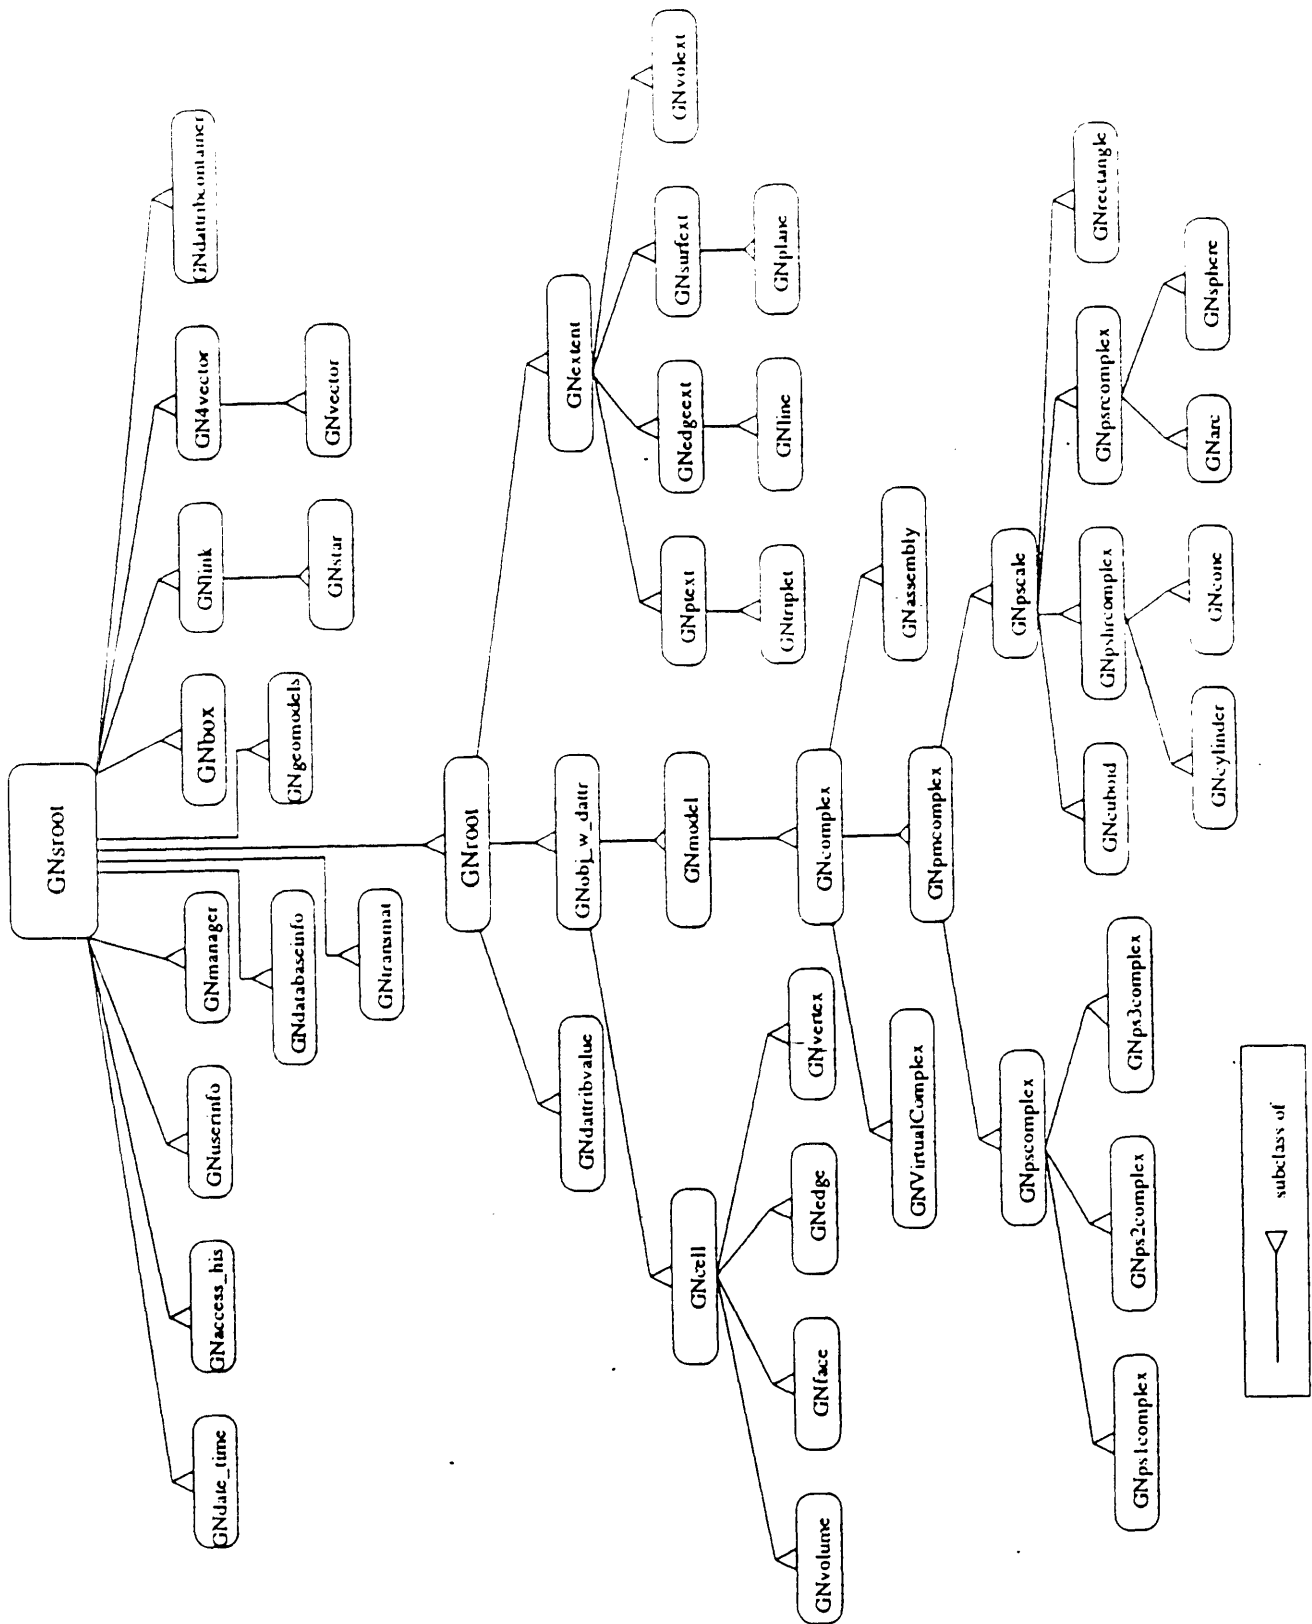 GNsroot
GNdate_time
GNaccess_his
GNuserinfo
GNmanager
GNbox
GNlink
GN4vector
GNdattribcontainer
GNdatabaseinfo
GNgeomodels
GNstar
GNvector
GNtransmat
GNroot
GNextent
GNdattribvalue
GNobj_w_dattr
GNptext
GNedgeext
GNsurfext
GNvolext
GNcell
GNmodel
GNtriplet
GNline
GNplane
GNvolume
GNface
GNedge
GNvertex
GNcomplex
GNassembly
GNVirtualComplex
GNpmcomplex
GNpscomplex
GNpscale
GNps1complex
GNps2complex
GNps3complex
GNcuboid
GNpshrcomplex
GNpsrcomplex
GNrectangle
GNcylinder
GNcone
GNarc
GNsphere
subclass of